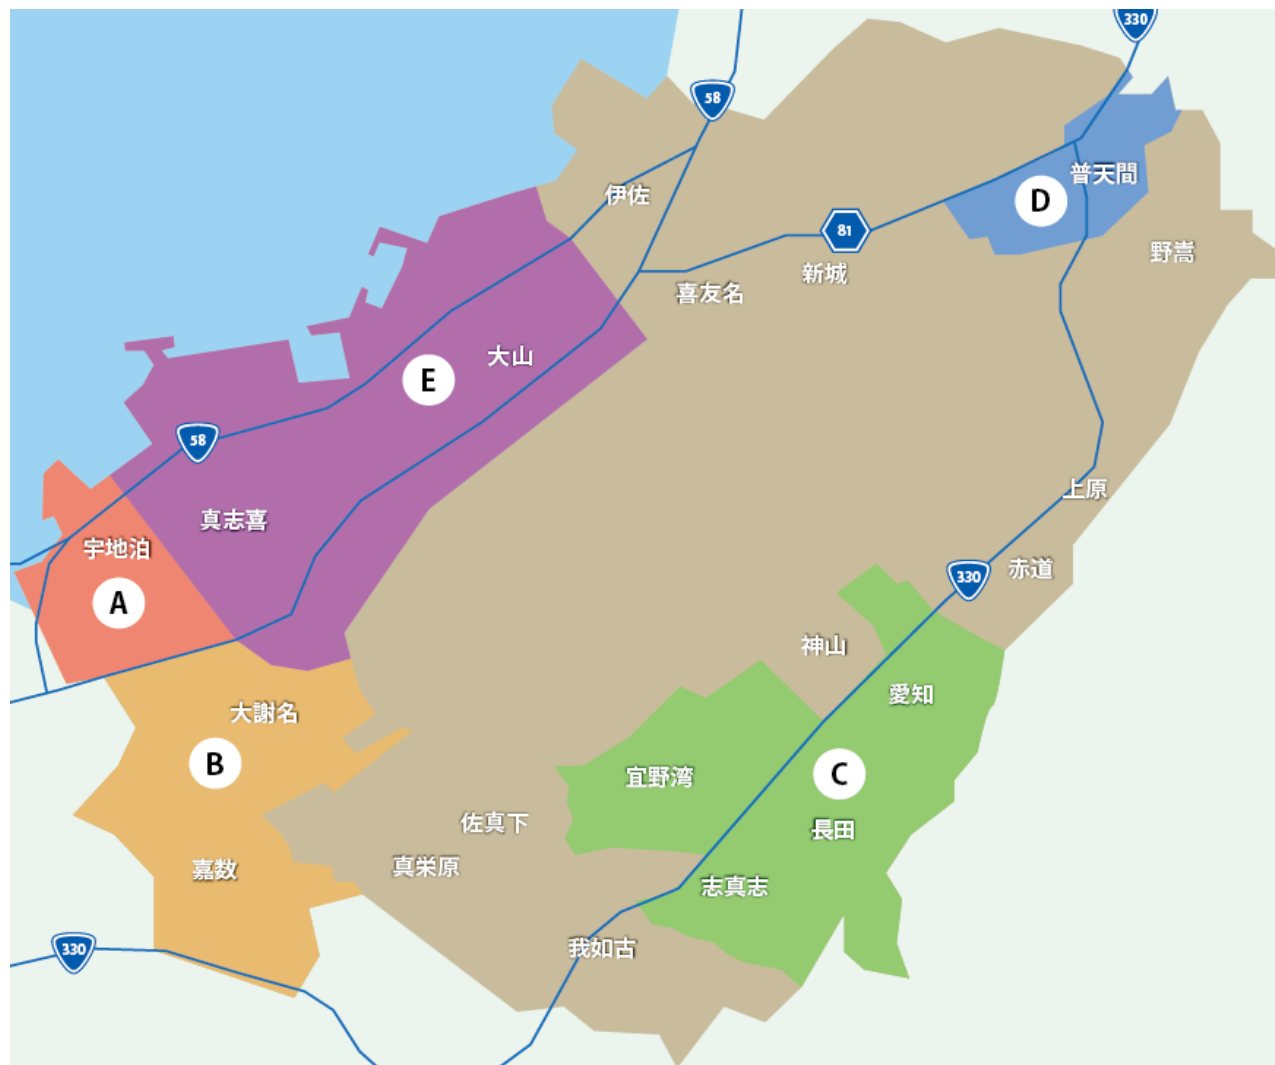 330
58
伊佐
普天間
D
81
野嵩
新城
喜友名
大山
E
58
真志喜
上原
宇地泊
赤道
330
A
神山
愛知
大謝名
B
宜野湾
C
佐真下
長田
真栄原
嘉数
志真志
我如古
330